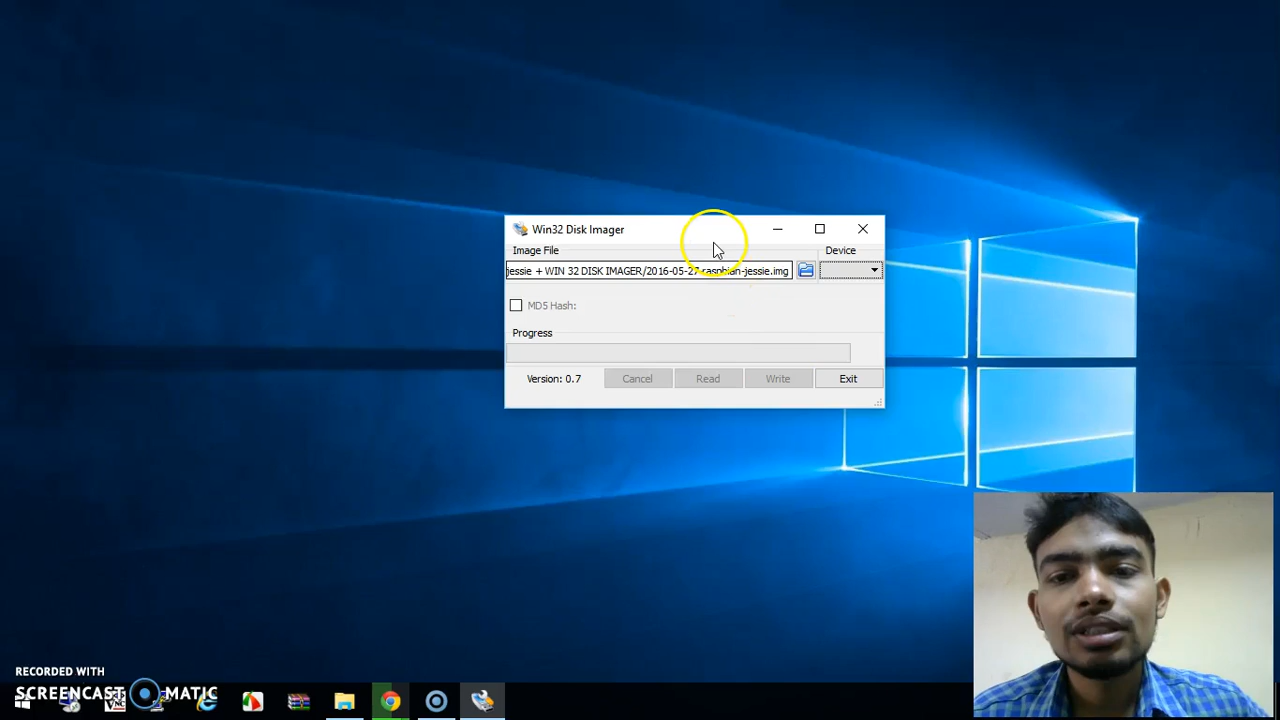 Win32 Disk Imager
Image File
Device
jessie + WIN 32 DISK IMAGER/2016-05-27-raspbian-jessie.img
MD5 Hash:
Progress
Version: 0.7
Cancel
Read
Write
Exit
RECORDED WITH
SCREENCAST MATIC